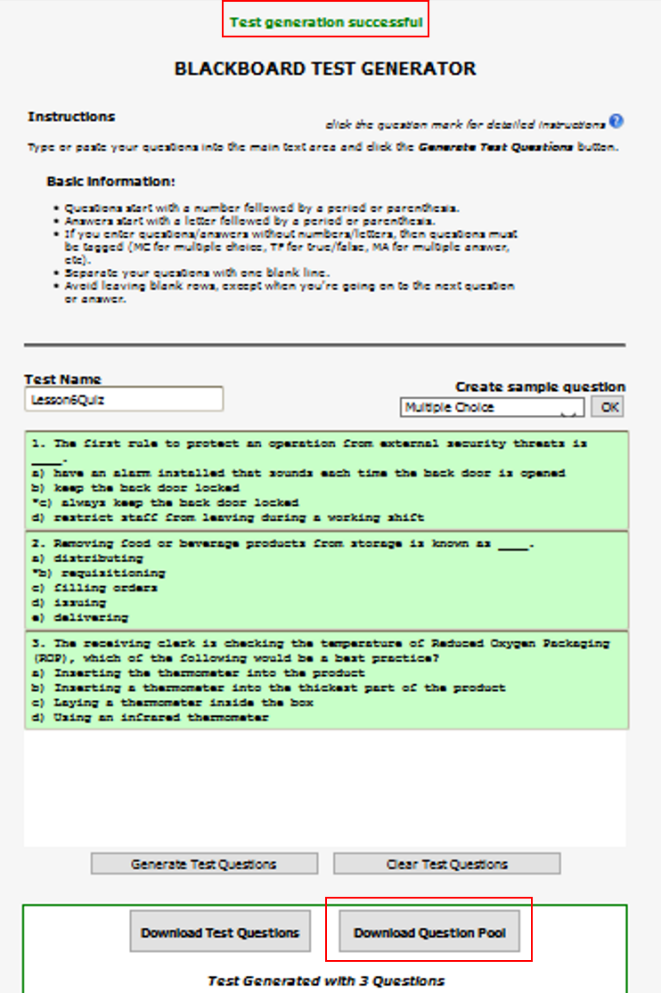 Test generation successful
BLACKBOARD TEST GENERATOR
Instructions
click the question mark for detailed instructions ?
Type or paste your questions into the main text area and click the Generate Test Questions button.
Basic Information:
• Questions start with a number followed by a period or parenthesis.
• Answers start with a letter followed by a period or parenthesis.
• If you enter questions/answers without numbers/letters, then questions must
be tagged (MC for multiple choice, TF for true/false, MA for multiple answer,
etc).
• Separate your questions with one blank line.
• Avoid leaving blank rows, except when you're going on to the next question
or answer.
Test Name
Create sample question
Lesson6Quiz
Multiple Choice
OK
1. The first rule to protect an operation from external security threats is
____.
a) have an alarm installed that sounds each time the back door is opened
b) keep the back door locked
*c) always keep the back door locked
d) restrict staff from leaving during a working shift
2. Removing food or beverage products from storage is known as ____.
a) distributing
*b) requisitioning
c) filling orders
d) issuing
e) delivering
3. The receiving clerk is checking the temperature of Reduced Oxygen Packaging
(ROP), which of the following would be a best practice?
a) Inserting the thermometer into the product
b) Inserting a thermometer into the thickest part of the product
c) Laying a thermometer inside the box
d) Using an infrared thermometer
Generate Test Questions
Clear Test Questions
Download Test Questions
Download Question Pool
Test Generated with 3 Questions